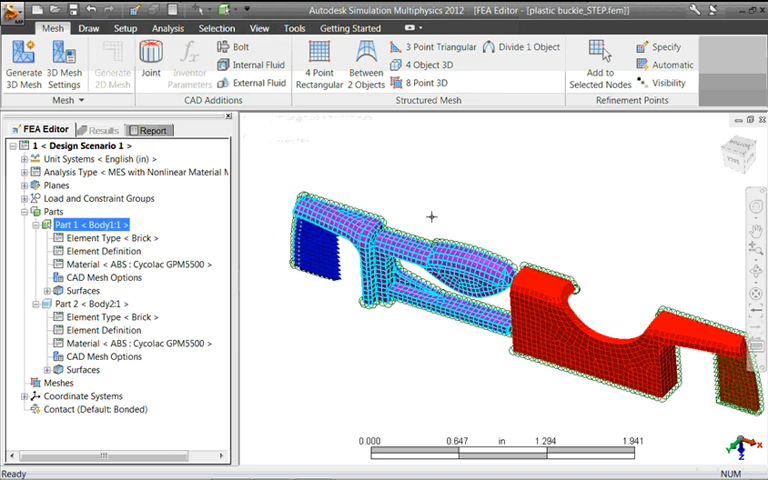 Autodesk Simulation Multiphysics 2012 - [FEA Editor - [plastic buckle_STEP.fem]]
Mesh Draw Setup Analysis Selection View Tools Getting Started
Generate 3D Mesh
3D Mesh Settings
Generate 2D Mesh
Joint
Inventor Parameters
Bolt
Internal Fluid
External Fluid
4 Point Rectangular
Between 2 Objects
3 Point Triangular
4 Object 3D
8 Point 3D
Divide 1 Object
Add to Selected Nodes
Specify
Automatic
Visibility
Mesh
CAD Additions
Structured Mesh
Refinement Points
FEA Editor Results Report
1 < Design Scenario 1 >
Unit Systems < English (in) >
Analysis Type < MES with Nonlinear Material M
Planes
Load and Constraint Groups
Parts
Part 1 < Body1:1 >
Element Type < Brick >
Element Definition
Material < ABS : Cycolac GPM5500 >
CAD Mesh Options
Surfaces
Part 2 < Body2:1 >
Element Type < Brick >
Element Definition
Material < ABS : Cycolac GPM5500 >
CAD Mesh Options
Surfaces
Meshes
Coordinate Systems
Contact (Default: Bonded)
0.000 0.647 in 1.294 1.941
Ready NUM